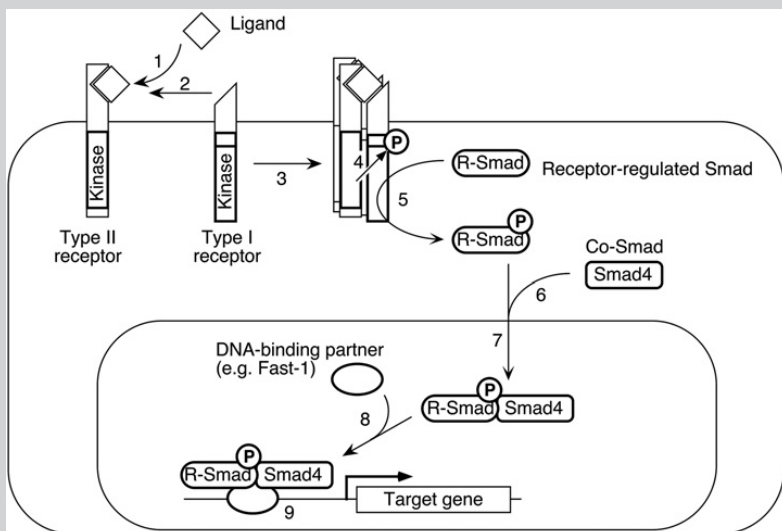 Ligand
1
2
Kinase
Type II
receptor
Kinase
Type I
receptor
3
4
P
5
R-Smad
Receptor-regulated Smad
P
R-Smad
Co-Smad
Smad4
6
7
DNA-binding partner
(e.g. Fast-1)
P
R-Smad Smad4
8
P
R-Smad Smad4
9
Target gene